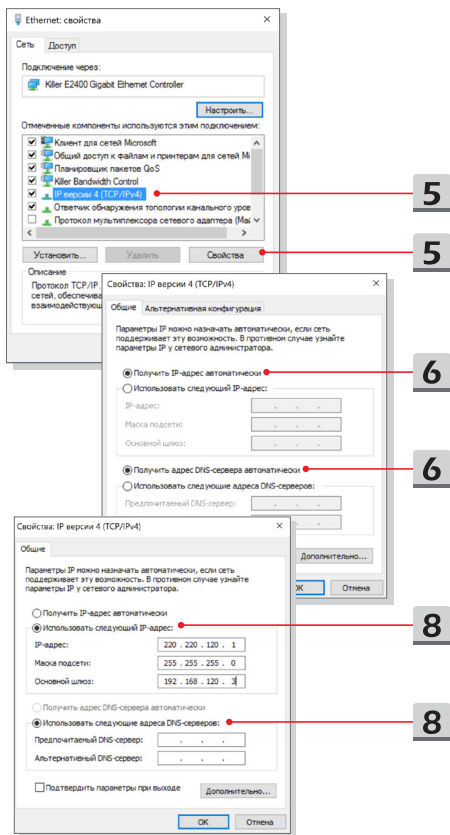 Ethernet: свойства
Сеть Доступ
Подключение через:
Killer E2400 Gigabit Ethernet Controller
Настроить...
Отмеченные компоненты используются этим подключением:
Клиент для сетей Microsoft
Общий доступ к файлам и принтерам для сетей Mi
Планировщик пакетов QoS
Killer Bandwidth Control
IP версии 4 (TCP/IPv4)
5
Ответчик обнаружения топологии канального уров
Протокол мультиплексора сетевого адаптера (Mai
Установить... Удалить Свойства
5
Описание
Протокол TCP/IP.
сетей, обеспечива
взаимодействующ
Свойства: IP версии 4 (TCP/IPv4)
Общие Альтернативная конфигурация
Параметры IP можно назначать автоматически, если сеть
поддерживает эту возможность. В противном случае узнайте
параметры IP у сетевого администратора.
Получить IP-адрес автоматически
6
Использовать следующий IP-адрес:
IP-адрес:
Маска подсети:
Основной шлюз:
Получить адрес DNS-сервера автоматически
6
Использовать следующие адреса DNS-серверов:
Предпочитаемый DNS-сервер:
Дополнительно...
ОК Отмена
Свойства: IP версии 4 (TCP/IPv4)
Общие
Параметры IP можно назначать автоматически, если сеть
поддерживает эту возможность. В противном случае узнайте
параметры IP у сетевого администратора.
Получить IP-адрес автоматически
Использовать следующий IP-адрес:
8
IP-адрес: 220 . 220 . 120 . 1
Маска подсети: 255 . 255 . 255 . 0
Основной шлюз: 192 . 168 . 120 . 3
Получить адрес DNS-сервера автоматически
Использовать следующие адреса DNS-серверов:
8
Предпочитаемый DNS-сервер:
Альтернативный DNS-сервер:
Подтвердить параметры при выходе
Дополнительно...
ОК Отмена